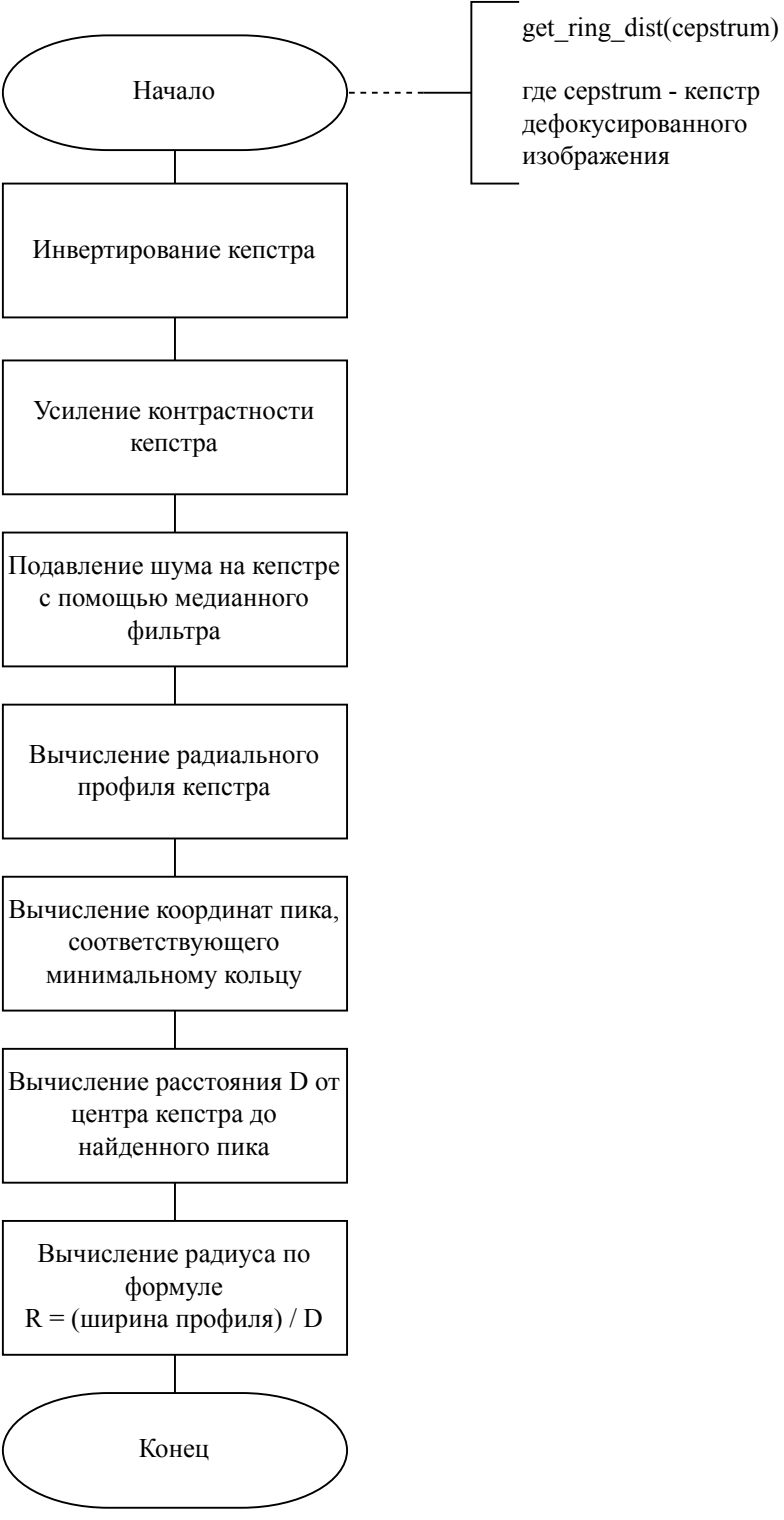 Начало
get_ring_dist(cepstrum)
где cepstrum - кепстр
дефокусированного
изображения
Инвертирование кепстра
Усиление контрастности
кепстра
Подавление шума на кепстре
с помощью медианного
фильтра
Вычисление радиального
профиля кепстра
Вычисление координат пика,
соответствующего
минимальному кольцу
Вычисление расстояния D от
центра кепстра до
найденного пика
Вычисление радиуса по
формуле
R = (ширина профиля) / D
Конец